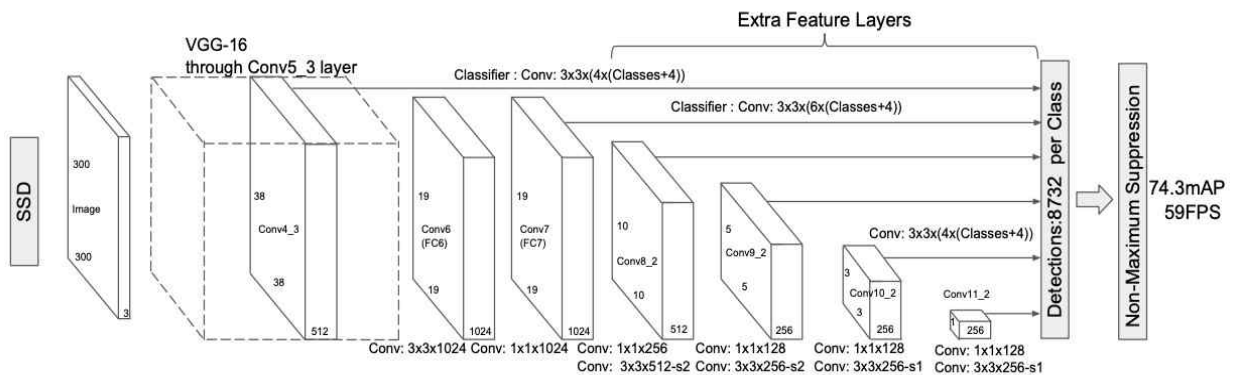 Extra Feature Layers
VGG-16
through Conv5_3 layer
Classifier : Conv: 3x3x(4x(Classes+4))
Classifier : Conv: 3x3x(6x(Classes+4))
SSD
300
Image
300
3
38
Conv4_3
38
512
19
Conv6
(FC6)
19
1024
19
Conv7
(FC7)
19
1024
10
Conv8_2
10
512
5
Conv9_2
5
256
Conv: 3x3x(4x(Classes+4))
3
Conv10_2
3
256
Conv11_2
1
256
Detections:8732 per Class
Non-Maximum Suppression
74.3mAP
59FPS
Conv: 3x3x1024
Conv: 1x1x1024
Conv: 1x1x256
Conv: 3x3x512-s2
Conv: 1x1x128
Conv: 3x3x256-s2
Conv: 1x1x128
Conv: 3x3x256-s1
Conv: 1x1x128
Conv: 3x3x256-s1